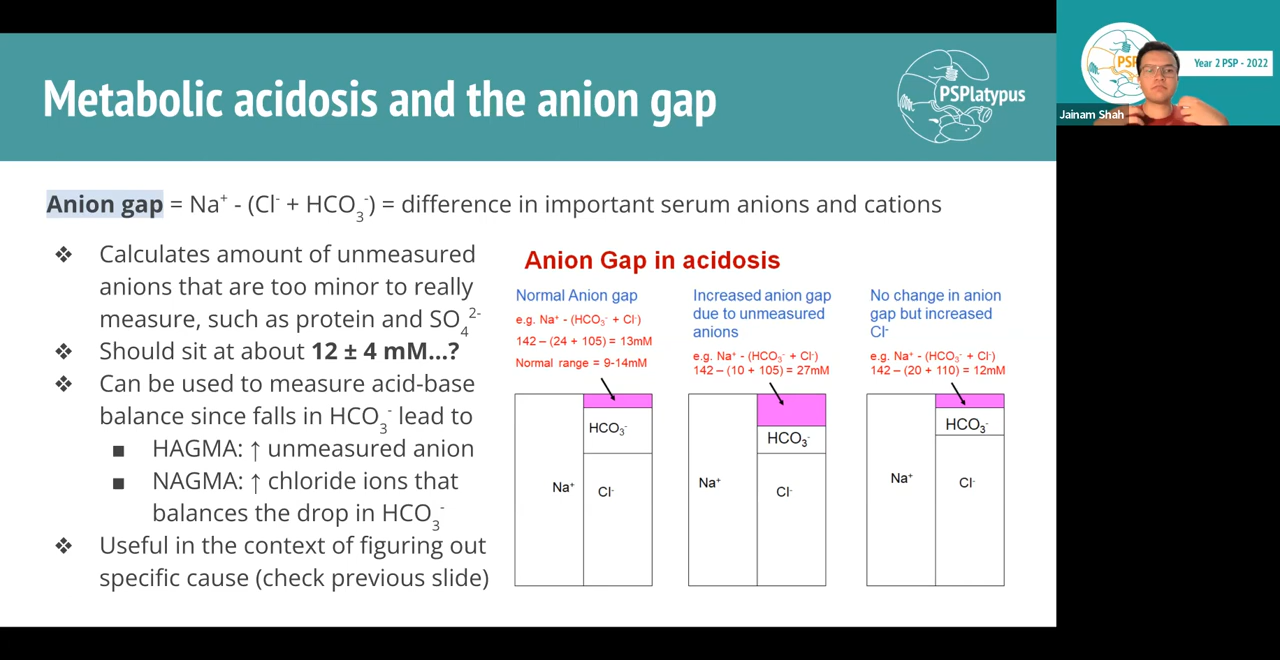 Metabolic acidosis and the anion gap
PSPlatypus
PSP
Year 2 PSP - 2022
Jainam Shah
Anion gap = Na⁺ - (Cl⁻ + HCO₃⁻) = difference in important serum anions and cations
❖ Calculates amount of unmeasured
anions that are too minor to really
measure, such as protein and SO₄²⁻
❖ Should sit at about 12 ± 4 mM...?
❖ Can be used to measure acid-base
balance since falls in HCO₃⁻ lead to
■ HAGMA: ↑ unmeasured anion
■ NAGMA: ↑ chloride ions that
balances the drop in HCO₃⁻
❖ Useful in the context of figuring out
specific cause (check previous slide)
Anion Gap in acidosis
Normal Anion gap
e.g. Na⁺ - (HCO₃⁻ + Cl⁻)
142 – (24 + 105) = 13mM
Normal range = 9-14mM
HCO₃⁻
Na⁺
Cl⁻
Increased anion gap
due to unmeasured
anions
e.g. Na⁺ - (HCO₃⁻ + Cl⁻)
142 – (10 + 105) = 27mM
HCO₃⁻
Na⁺
Cl⁻
No change in anion
gap but increased
Cl⁻
e.g. Na⁺ - (HCO₃⁻ + Cl⁻)
142 – (20 + 110) = 12mM
HCO₃⁻
Na⁺
Cl⁻